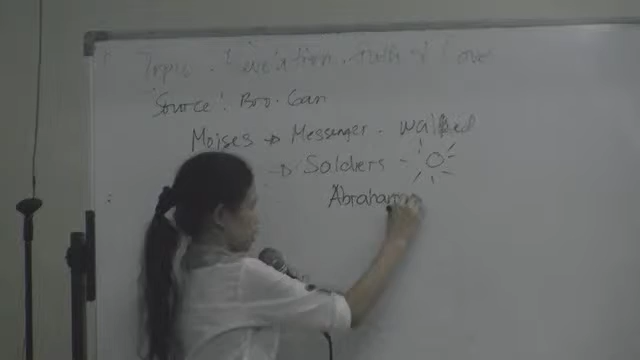 Topic -
Source: Bro. Gan
Moises → Messenger - walked
→ Soldiers
Abraham